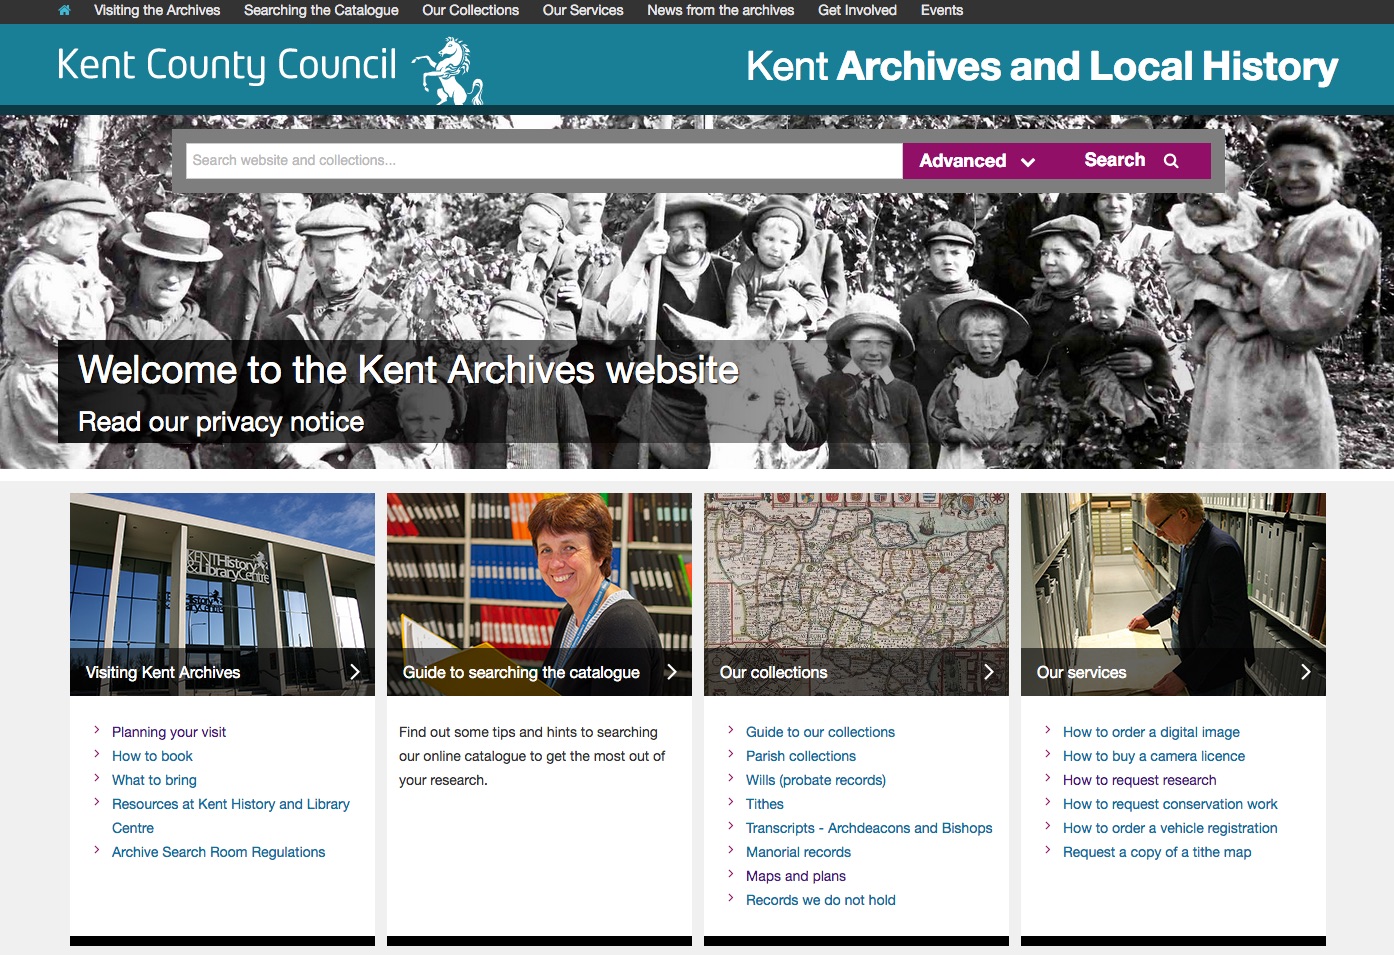 Visiting the Archives Searching the Catalogue Our Collections Our Services News from the archives Get Involved Events
Kent County Council
Kent Archives and Local History
Search website and collections...
Advanced
Search
Welcome to the Kent Archives website
Read our privacy notice
KENT History
& Library Centre
Visiting Kent Archives
Planning your visit
How to book
What to bring
Resources at Kent History and Library
Centre
Archive Search Room Regulations
Guide to searching the catalogue
Find out some tips and hints to searching
our online catalogue to get the most out of
your research.
Our collections
Guide to our collections
Parish collections
Wills (probate records)
Tithes
Transcripts - Archdeacons and Bishops
Manorial records
Maps and plans
Records we do not hold
Our services
How to order a digital image
How to buy a camera licence
How to request research
How to request conservation work
How to order a vehicle registration
Request a copy of a tithe map